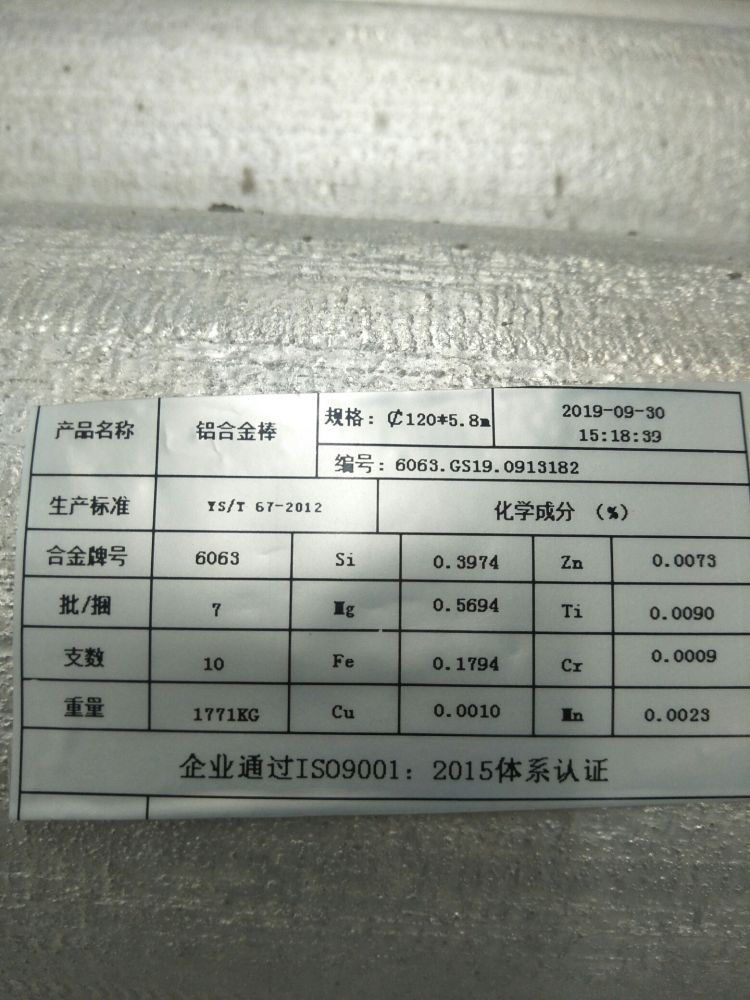 产品名称 铝合金棒 规格：₵120*5.8m 2019-09-30
15:18:39
编号：6063.GS19.0913182
生产标准 YS/T 67-2012 化学成分（%）
合金牌号 6063 Si 0.3974 Zn 0.0073
批/捆 7 Mg 0.5694 Ti 0.0090
支数 10 Fe 0.1794 Cr 0.0009
重量 1771KG Cu 0.0010 Mn 0.0023
企业通过ISO9001：2015体系认证